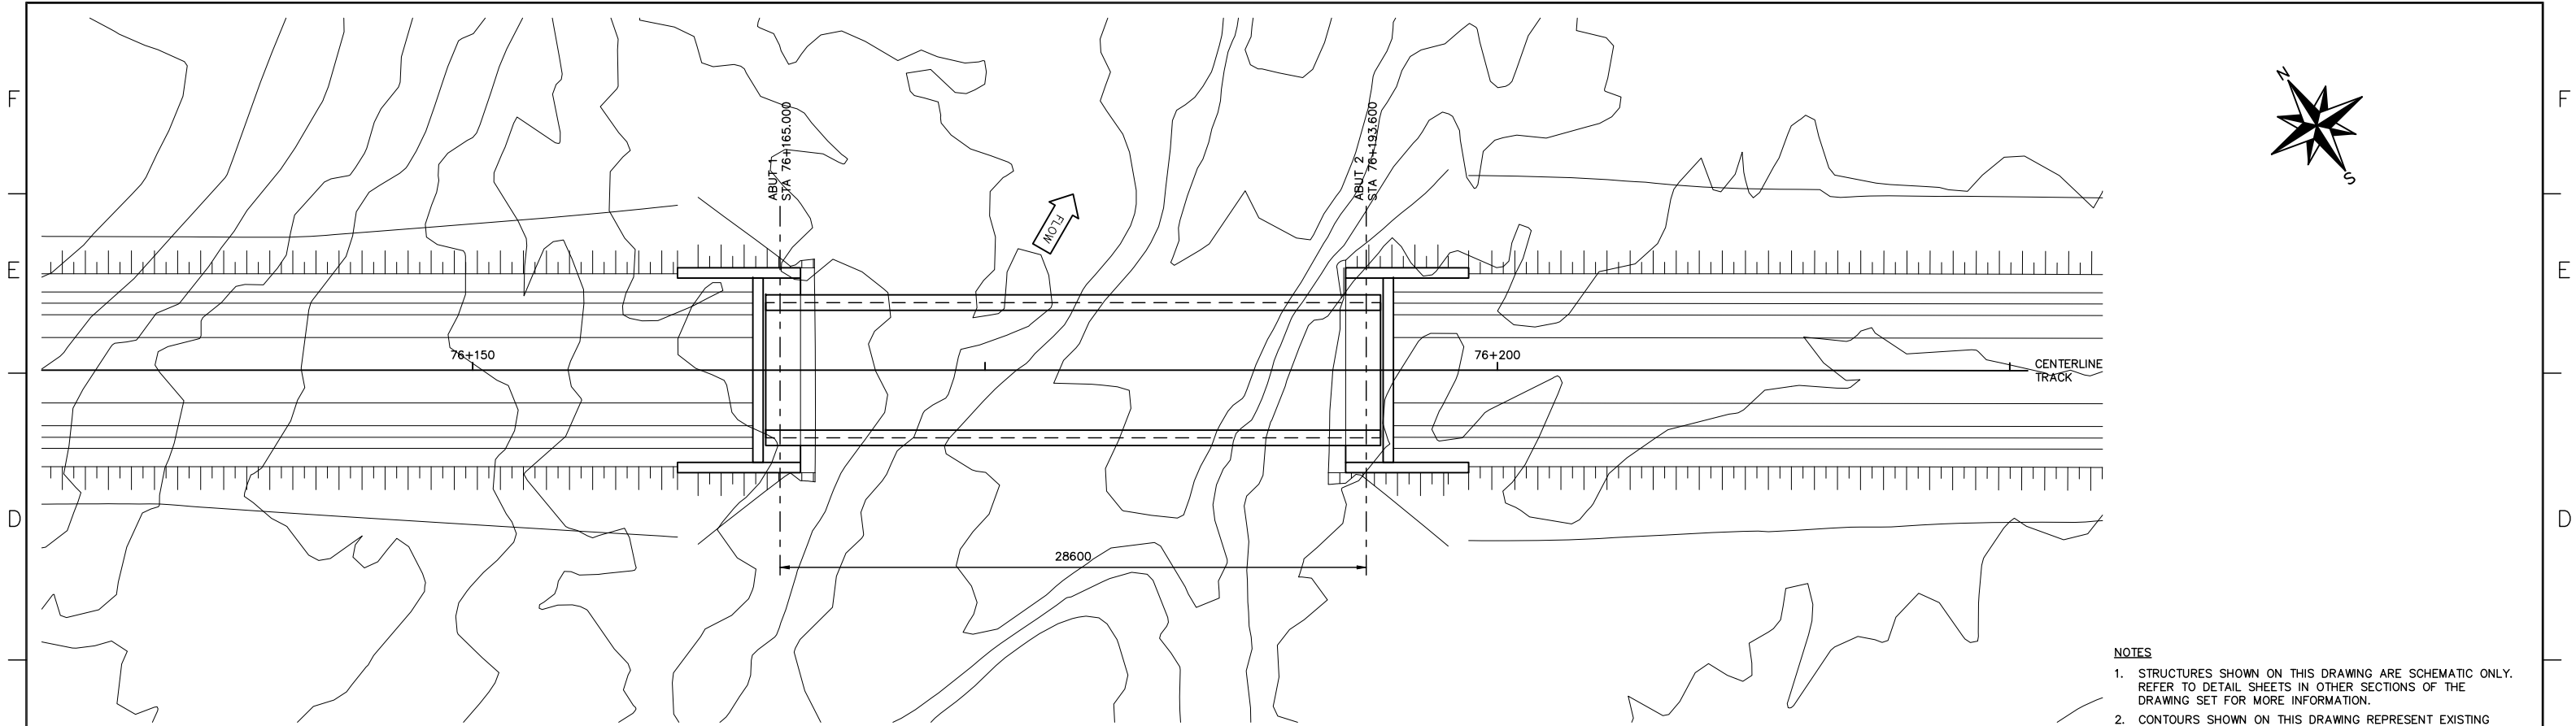 F
F
N
S
ABUT 1
STA 76+165.000
ABUT 2
STA 76+193.600
FLOW
E
E
76+150
76+200
CENTERLINE
TRACK
D
D
28600
NOTES
1. STRUCTURES SHOWN ON THIS DRAWING ARE SCHEMATIC ONLY.
REFER TO DETAIL SHEETS IN OTHER SECTIONS OF THE
DRAWING SET FOR MORE INFORMATION.
2. CONTOURS SHOWN ON THIS DRAWING REPRESENT EXISTING